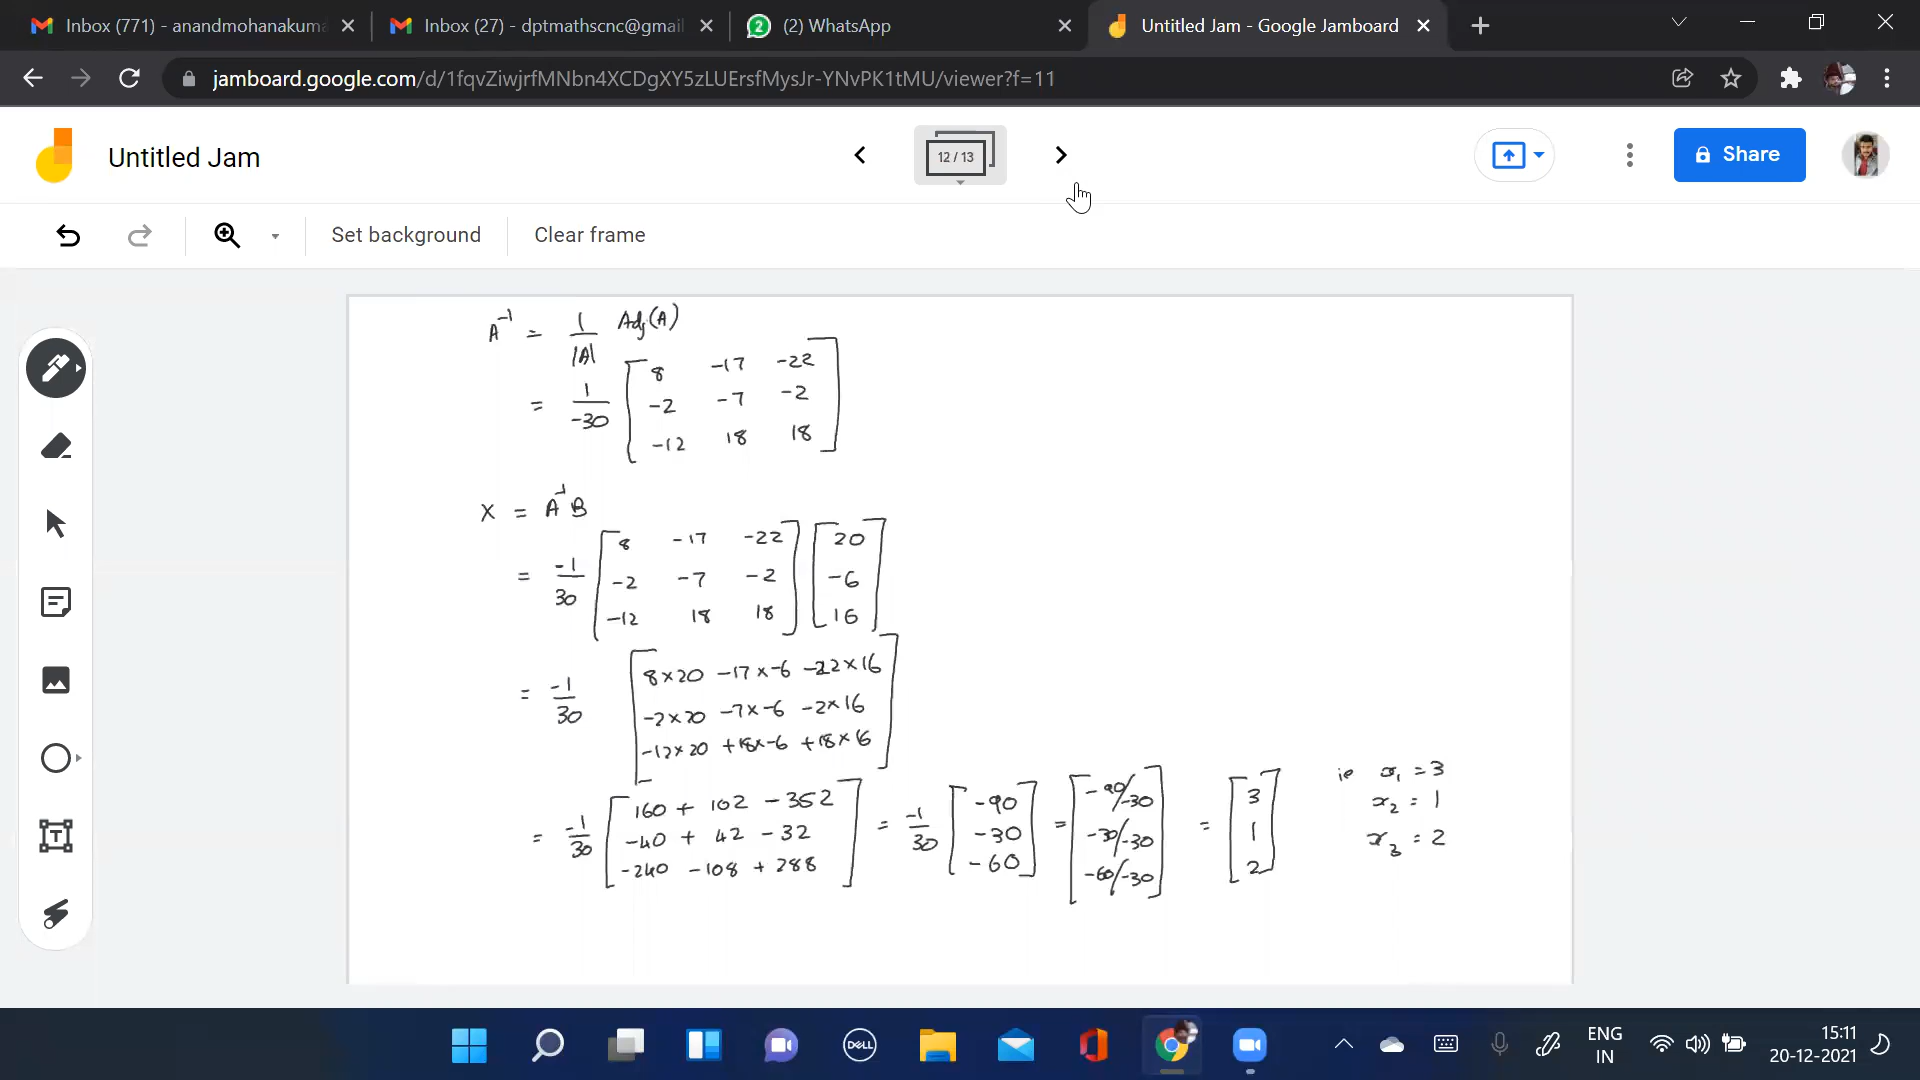 Inbox (771) - anandmohanakuma
Inbox (27) - dptmathscnc@gmail
2 (2) WhatsApp
Untitled Jam - Google Jamboard
jamboard.google.com/d/1fqvZiwjrfMNbn4XCDgXY5zLUErsfMysJr-YNvPK1tMU/viewer?f=11
Untitled Jam
12 / 13
Share
Set background
Clear frame
A⁻¹ = 1/|A| Adj(A)
= 1/-30 [8 -17 -22
-2 -7 -2
-12 18 18]
X = A⁻¹ B
= -1/30 [8 -17 -22
-2 -7 -2
-12 18 18] [20
-6
16]
= -1/30 [8×20 -17×-6 -22×16
-2×20 -7×-6 -2×16
-12×20 +18×-6 +18×16]
= -1/30 [160 + 102 - 352
-40 + 42 - 32
-240 - 108 + 288]
= -1/30 [-90
-30
-60]
= [-90/-30
-30/-30
-60/-30]
= [3
1
2]
ie x₁ = 3
x₂ = 1
x₃ = 2
T
DELL
ENG
IN
15:11
20-12-2021